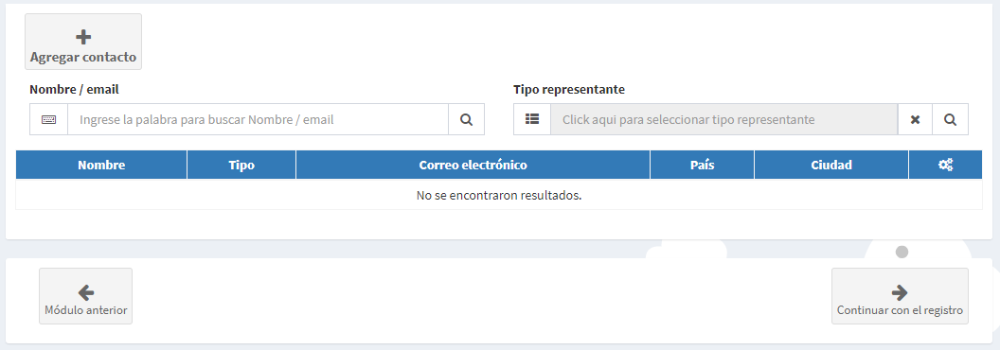 Agregar contacto
Nombre / email
Tipo representante
Ingrese la palabra para buscar Nombre / email
Click aqui para seleccionar tipo representante
Nombre Tipo Correo electrónico País Ciudad
No se encontraron resultados.
Módulo anterior
Continuar con el registro